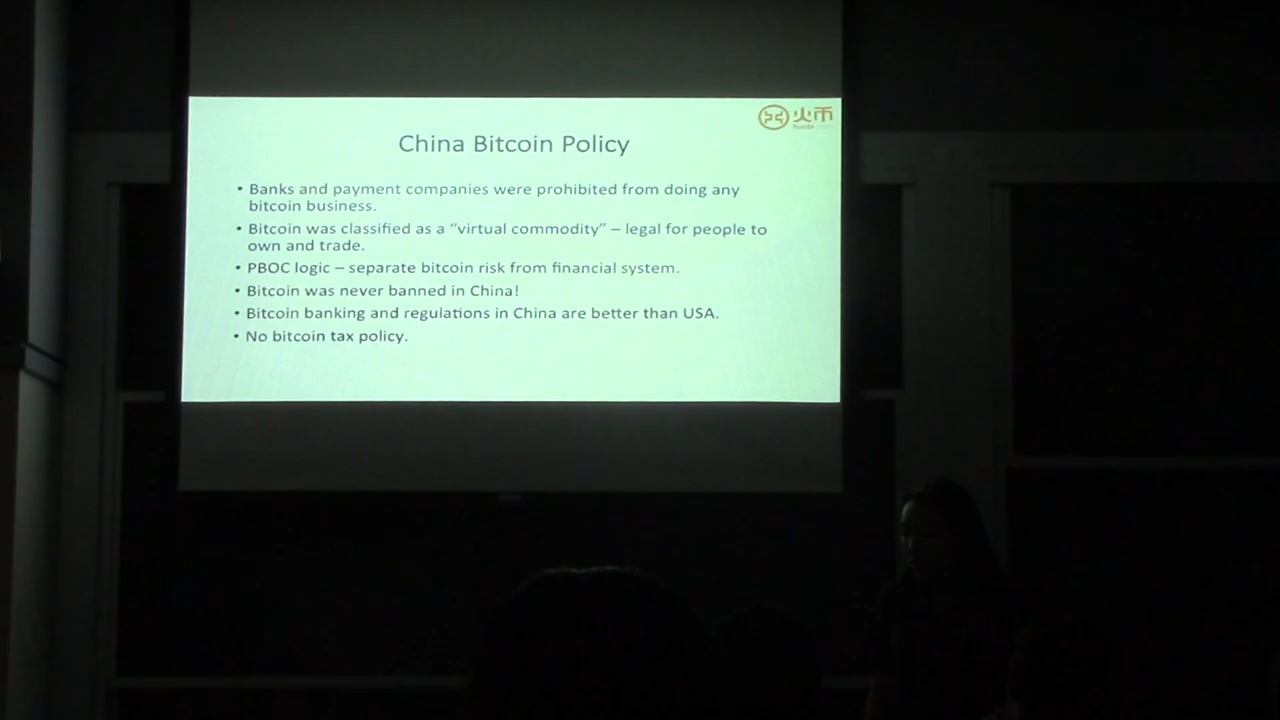 火币
huobi.com
China Bitcoin Policy
• Banks and payment companies were prohibited from doing any
bitcoin business.
• Bitcoin was classified as a “virtual commodity” – legal for people to
own and trade.
• PBOC logic – separate bitcoin risk from financial system.
• Bitcoin was never banned in China!
• Bitcoin banking and regulations in China are better than USA.
• No bitcoin tax policy.